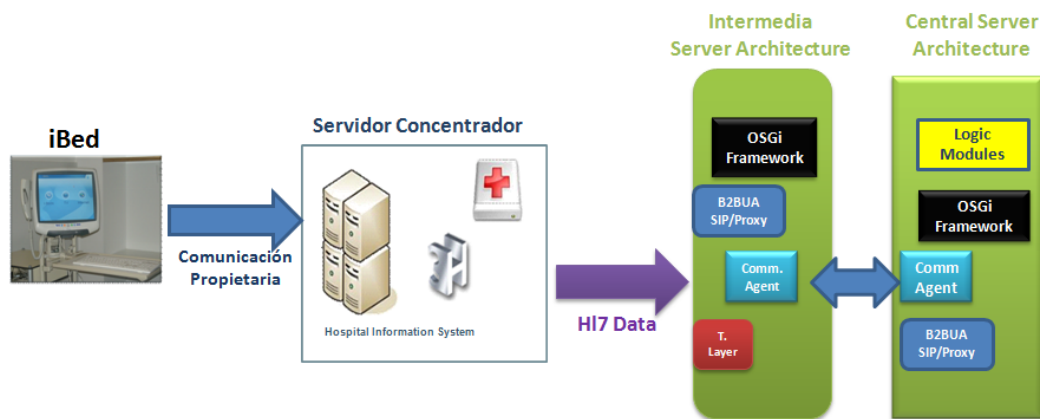 Intermedia
Server Architecture
Central Server
Architecture
iBed
Servidor Concentrador
OSGi
Framework
Logic
Modules
B2BUA
SIP/Proxy
OSGi
Framework
Comunicación
Propietaria
Comm.
Agent
Comm
Agent
Hospital Information System
Hl7 Data
T.
Layer
B2BUA
SIP/Proxy